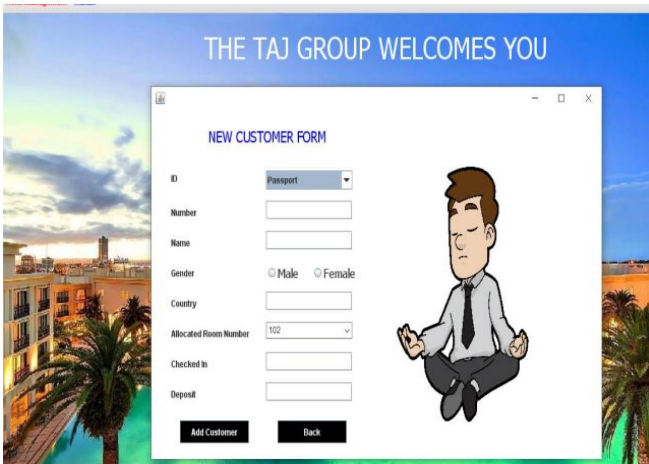 THE TAJ GROUP WELCOMES YOU
NEW CUSTOMER FORM
ID Passport
Number
Name
Gender Male Female
Country
Allocated Room Number 102
Checked In
Deposit
Add Customer Back